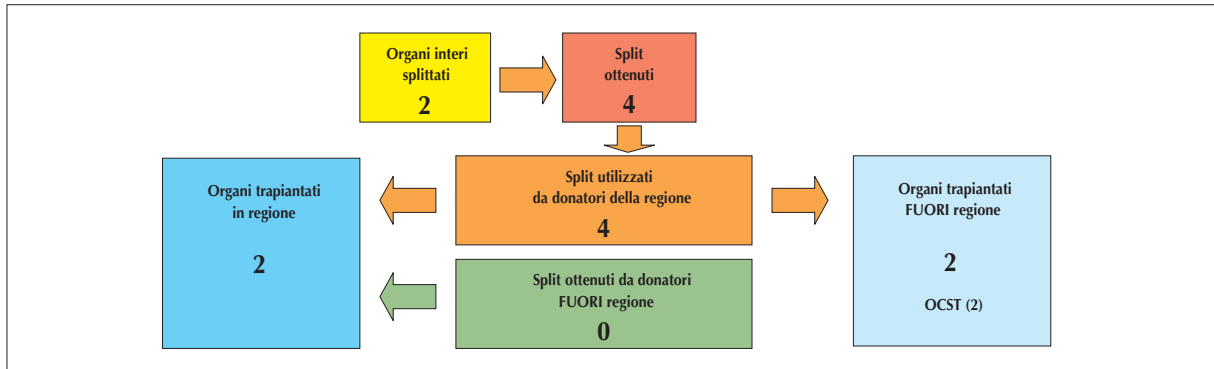 Organi interi
splittati
2
Split
ottenuti
4
Organi trapiantati
in regione
2
Split utilizzati
da donatori della regione
4
Split ottenuti da donatori
FUORI regione
0
Organi trapiantati
FUORI regione
2
OCST (2)